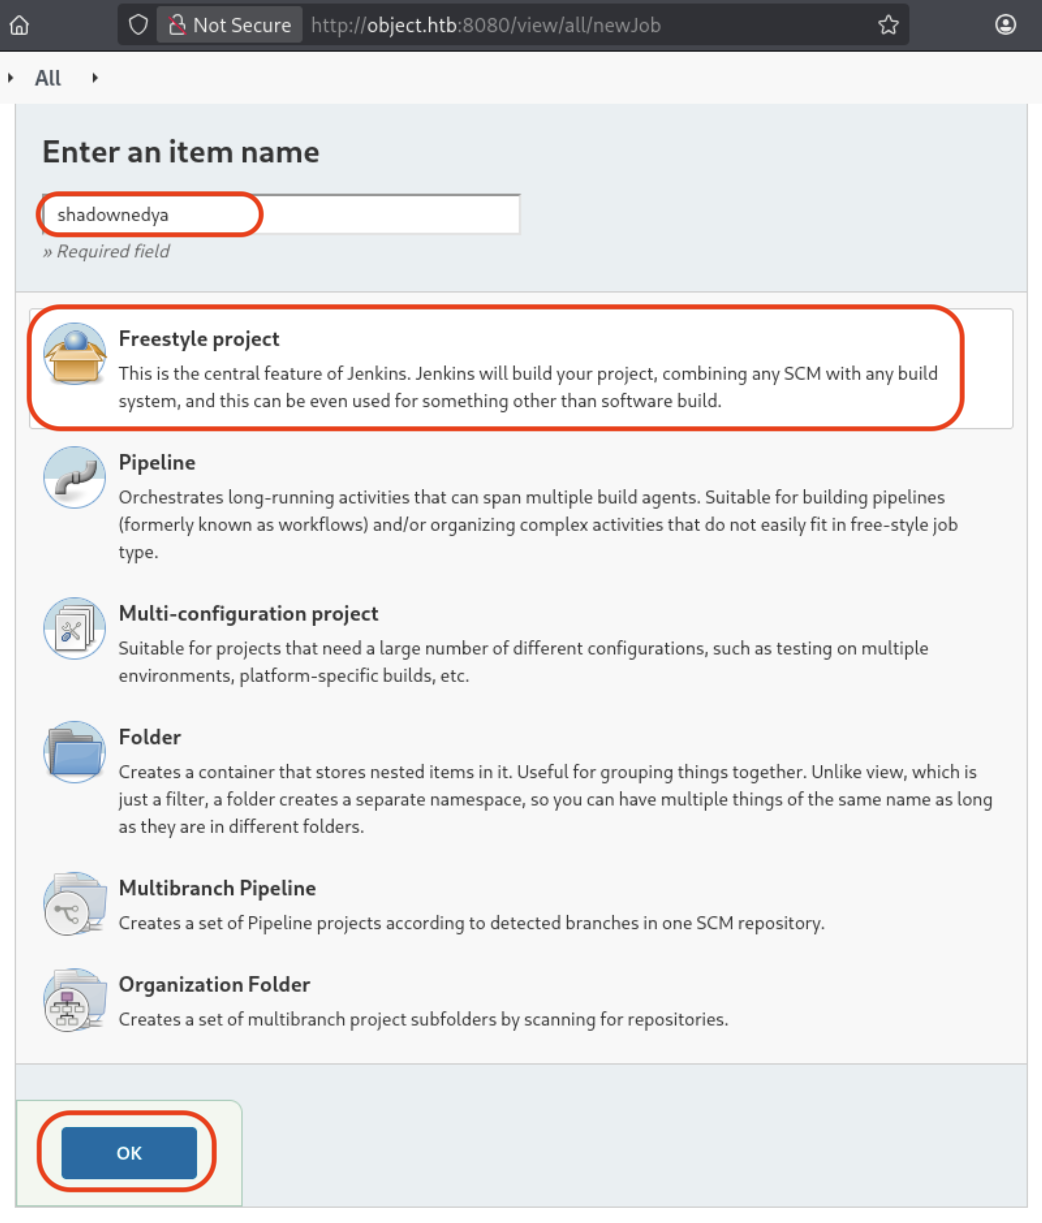 Not Secure http://object.htb:8080/view/all/newJob
All
Enter an item name
shadownedya
» Required field
Freestyle project
This is the central feature of Jenkins. Jenkins will build your project, combining any SCM with any build
system, and this can be even used for something other than software build.
Pipeline
Orchestrates long-running activities that can span multiple build agents. Suitable for building pipelines
(formerly known as workflows) and/or organizing complex activities that do not easily fit in free-style job
type.
Multi-configuration project
Suitable for projects that need a large number of different configurations, such as testing on multiple
environments, platform-specific builds, etc.
Folder
Creates a container that stores nested items in it. Useful for grouping things together. Unlike view, which is
just a filter, a folder creates a separate namespace, so you can have multiple things of the same name as long
as they are in different folders.
Multibranch Pipeline
Creates a set of Pipeline projects according to detected branches in one SCM repository.
Organization Folder
Creates a set of multibranch project subfolders by scanning for repositories.
OK